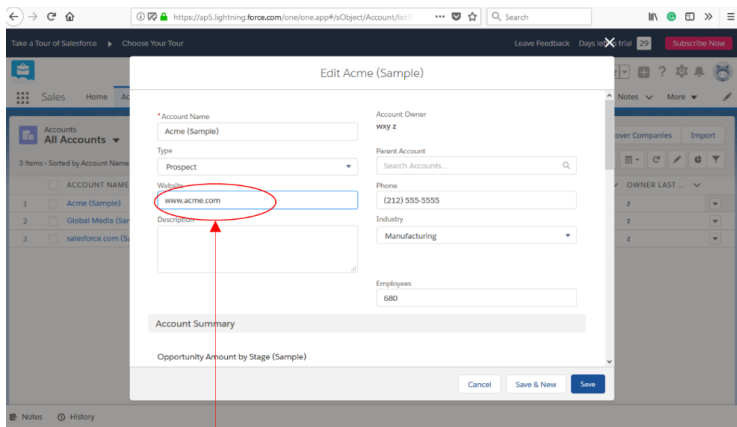 https://ap5.lightning.force.com/one/one.app#/sObject/Account/list
Search
Take a Tour of Salesforce Choose Your Tour Leave Feedback Days trial 29 Subscribe Now
Edit Acme (Sample)
Sales Home Notes More
*Account Name
Account Owner
Acme (Sample)
wxy z
Type
Parent Account
Prospect
Search Accounts...
Website
Phone
www.acme.com
(212) 555-5555
Description
Industry
Manufacturing
Employees
680
Account Summary
Opportunity Amount by Stage (Sample)
Cancel Save & New Save
Accounts
All Accounts
over Companies Import
3 items • Sorted by Account Name
ACCOUNT NAME OWNER LAST ...
1 Acme (Sample) z
2 Global Media (Sar z
3 salesforce.com (Sa z
Notes History